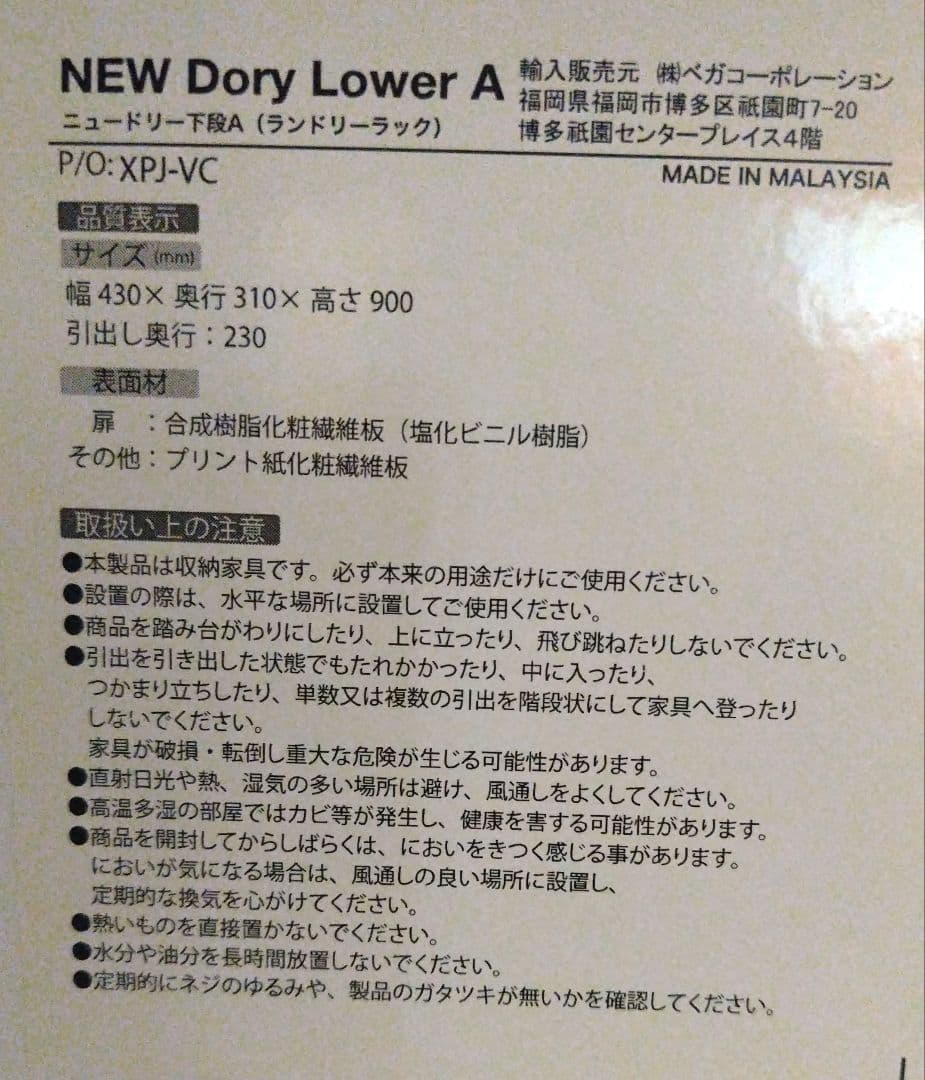 NEW Dory Lower A
ニュードリー下段A（ランドリーラック）
輸入販売元 ㈱ベガコーポレーション
福岡県福岡市博多区祇園町7-20
博多祇園センタープレイス4階
P/O: XPJ-VC
MADE IN MALAYSIA
品質表示
サイズ(mm)
幅 430× 奥行 310× 高さ 900
引出し奥行：230
表面材
扉　：合成樹脂化粧繊維板（塩化ビニル樹脂）
その他：プリント紙化粧繊維板
取扱い上の注意
●本製品は収納家具です。必ず本来の用途だけにご使用ください。
●設置の際は、水平な場所に設置してご使用ください。
●商品を踏み台がわりにしたり、上に立ったり、飛び跳ねたりしないでください。
●引出を引き出した状態でもたれかかったり、中に入ったり、
つかまり立ちしたり、単数又は複数の引出を階段状にして家具へ登ったり
しないでください。
家具が破損・転倒し重大な危険が生じる可能性があります。
●直射日光や熱、湿気の多い場所は避け、風通しをよくしてください。
●高温多湿の部屋ではカビ等が発生し、健康を害する可能性があります。
●商品を開封してからしばらくは、においをきつく感じる事があります。
においが気になる場合は、風通しの良い場所に設置し、
定期的な換気を心がけてください。
●熱いものを直接置かないでください。
●水分や油分を長時間放置しないでください。
●定期的にネジのゆるみや、製品のガタツキが無いかを確認してください。